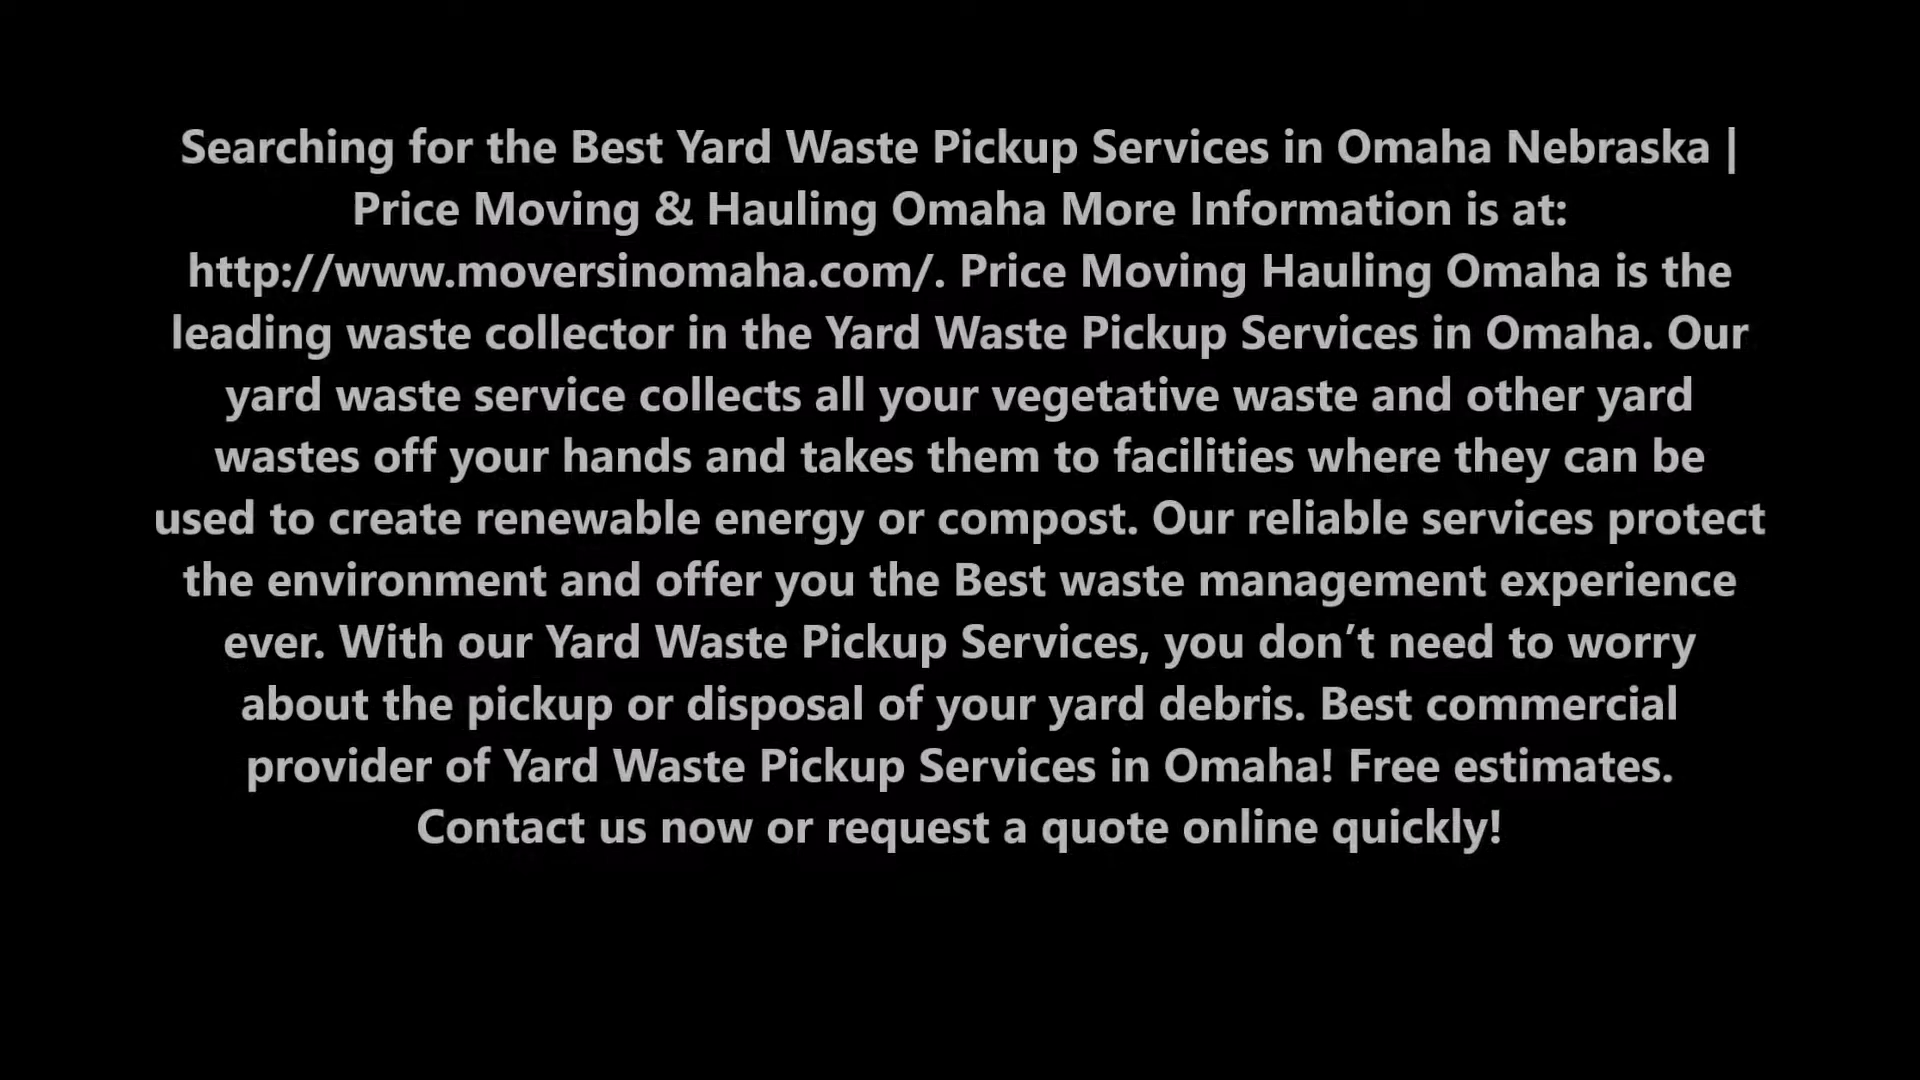 Searching for the Best Yard Waste Pickup Services in Omaha Nebraska |
Price Moving & Hauling Omaha More Information is at:
http://www.moversinomaha.com/. Price Moving Hauling Omaha is the
leading waste collector in the Yard Waste Pickup Services in Omaha. Our
yard waste service collects all your vegetative waste and other yard
wastes off your hands and takes them to facilities where they can be
used to create renewable energy or compost. Our reliable services protect
the environment and offer you the Best waste management experience
ever. With our Yard Waste Pickup Services, you don’t need to worry
about the pickup or disposal of your yard debris. Best commercial
provider of Yard Waste Pickup Services in Omaha! Free estimates.
Contact us now or request a quote online quickly!